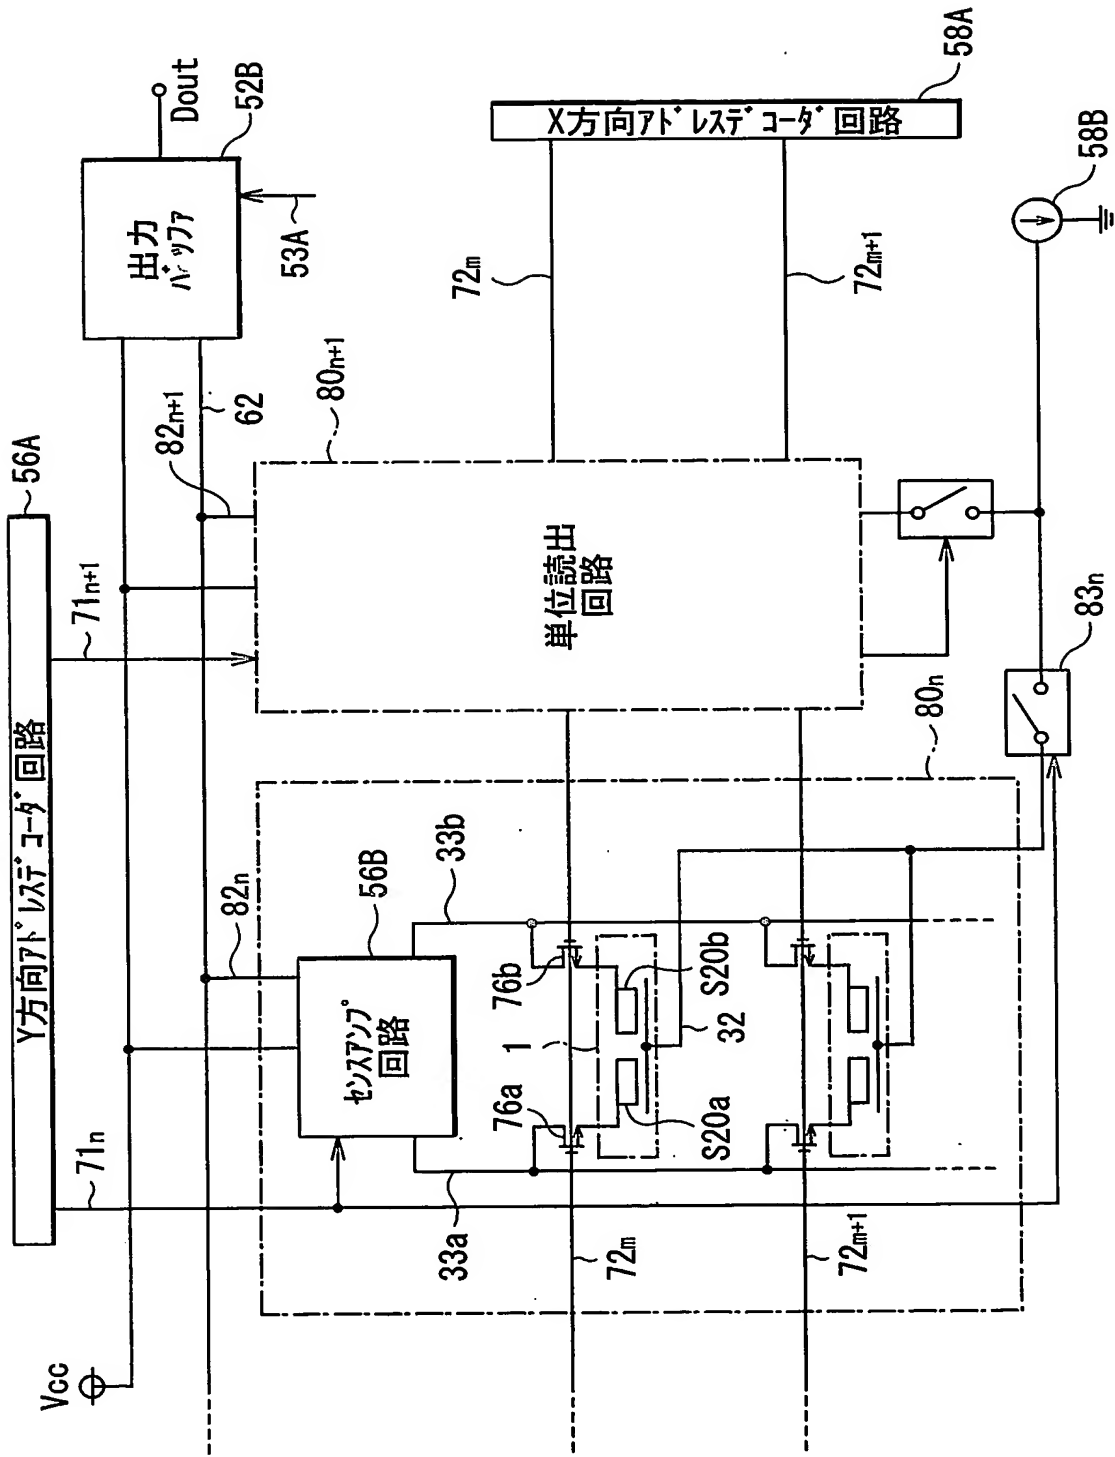 Vcc
71n
Y方向アドレスデコーダ回路
56A
71n+1
82n
82n+1
62
出力
バッファ
52B
Dout
53A
センスアンプ
回路
56B
33a
33b
80n+1
単位読出
回路
72m
72m+1
X方向アドレスデコーダ回路
58A
76a
76b
1
S20a
S20b
32
72m
72m+1
80n
83n
58B